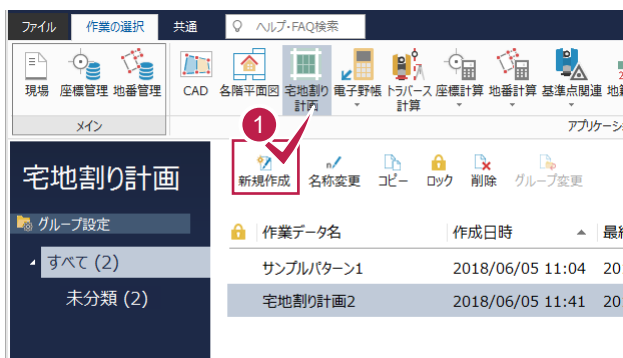 ファイル 作業の選択 共通 ヘルプ・FAQ検索
現場 座標管理 地番管理 CAD 各階平面図 宅地割り計画 電子野帳 トラバース計算 座標計算 地番計算 基準点関連
メイン アプリケーシ
1
宅地割り計画
新規作成 名称変更 コピー ロック 削除 グループ変更
グループ設定
作業データ名 作成日時 最終
すべて (2)
サンプルパターン1 2018/06/05 11:04 20
未分類 (2)
宅地割り計画2 2018/06/05 11:41 20